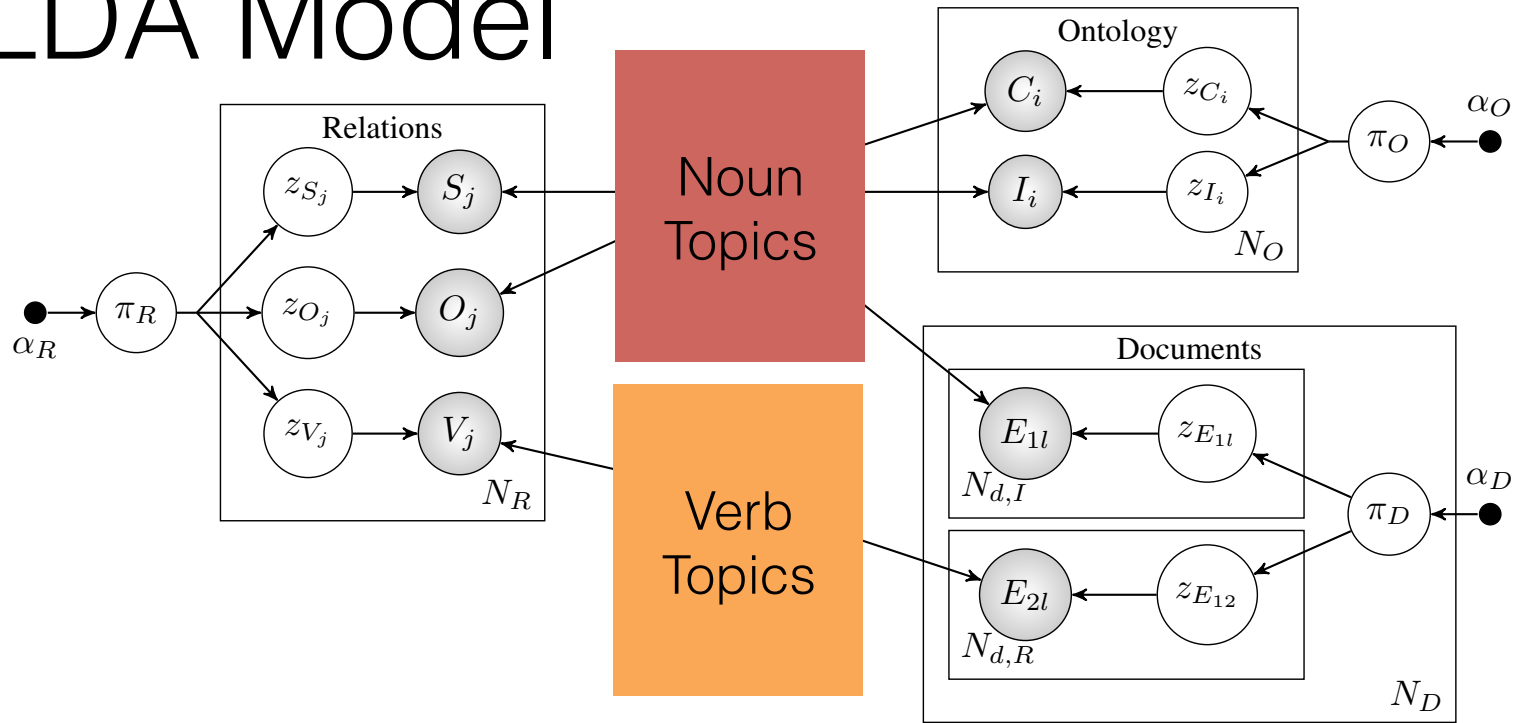 LDA Model
Relations
z_{S_j}
S_j
z_{O_j}
O_j
z_{V_j}
V_j
N_R
π_R
α_R
Noun
Topics
Verb
Topics
Ontology
C_i
z_{C_i}
I_i
z_{I_i}
N_O
π_O
α_O
Documents
E_{1l}
z_{E_{1l}}
N_{d,I}
E_{2l}
z_{E_{12}}
N_{d,R}
π_D
α_D
N_D